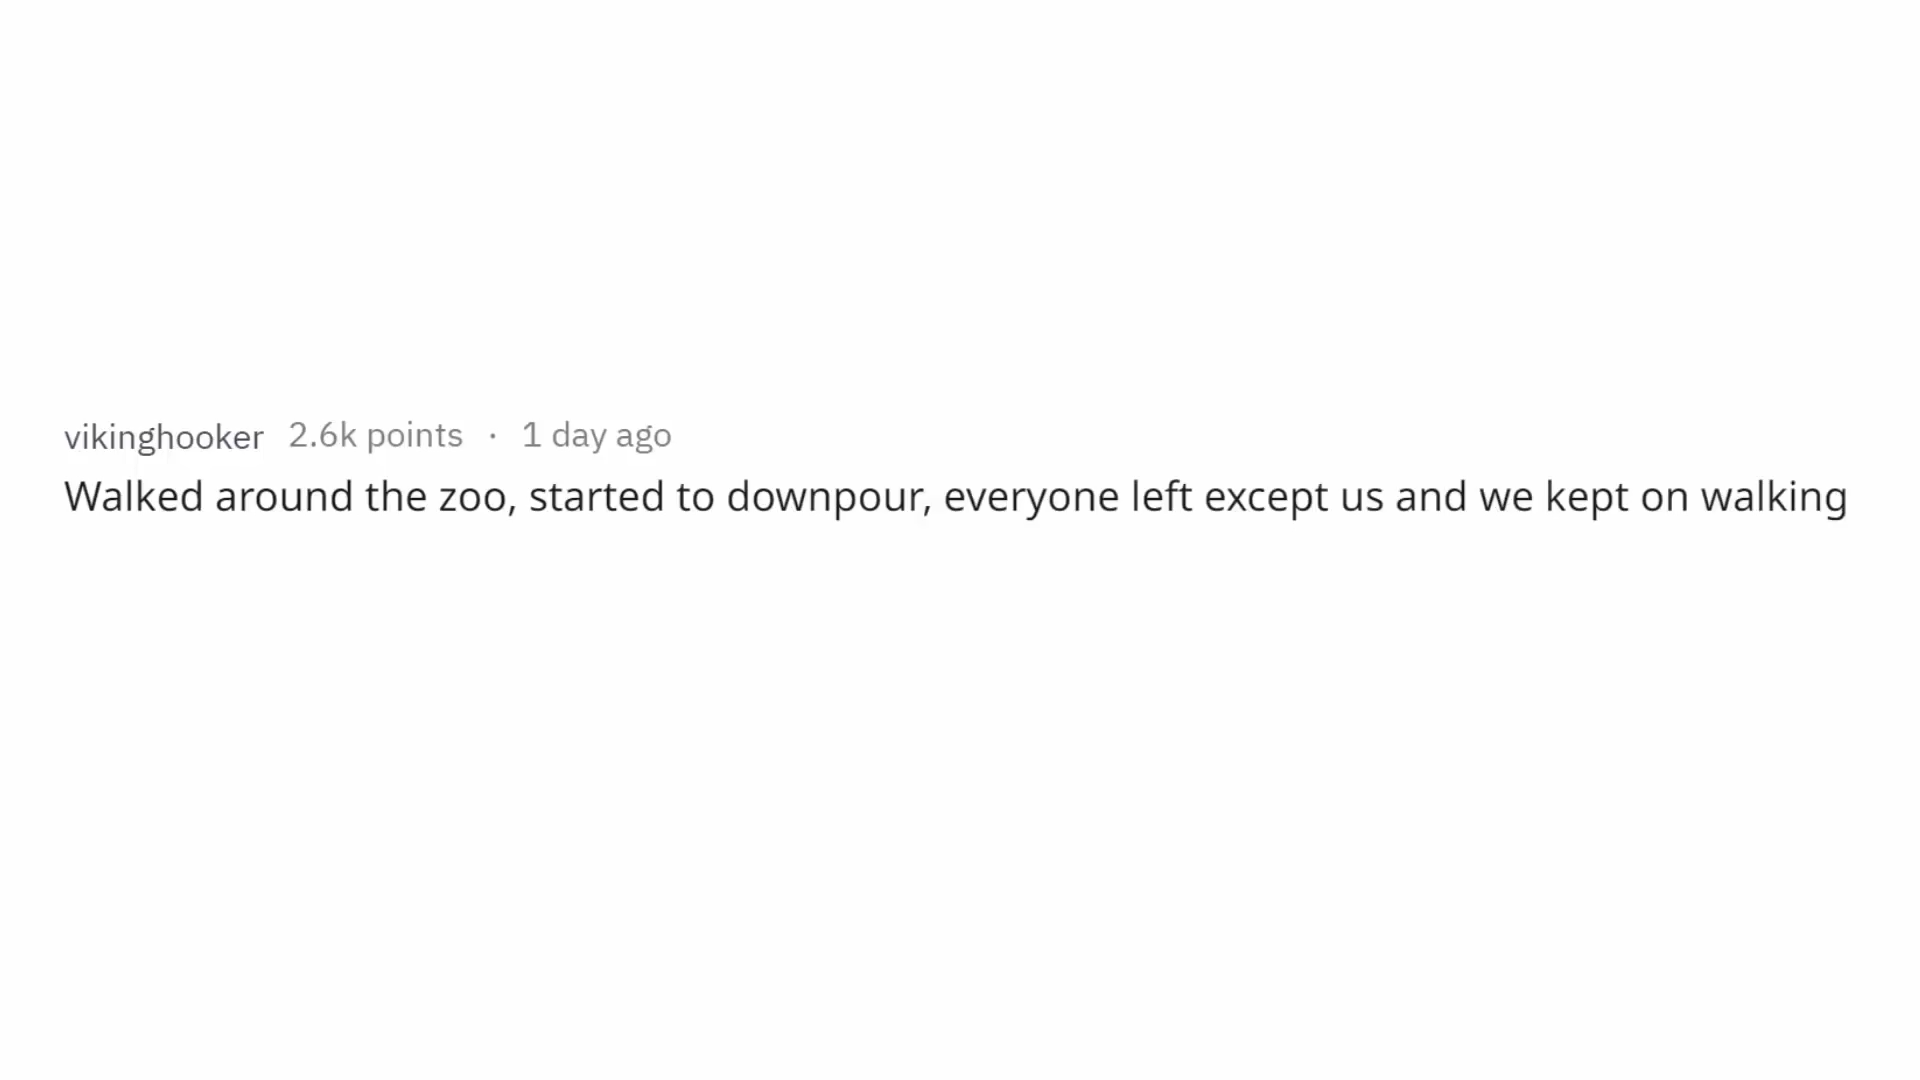 vikinghooker 2.6k points · 1 day ago
Walked around the zoo, started to downpour, everyone left except us and we kept on walking